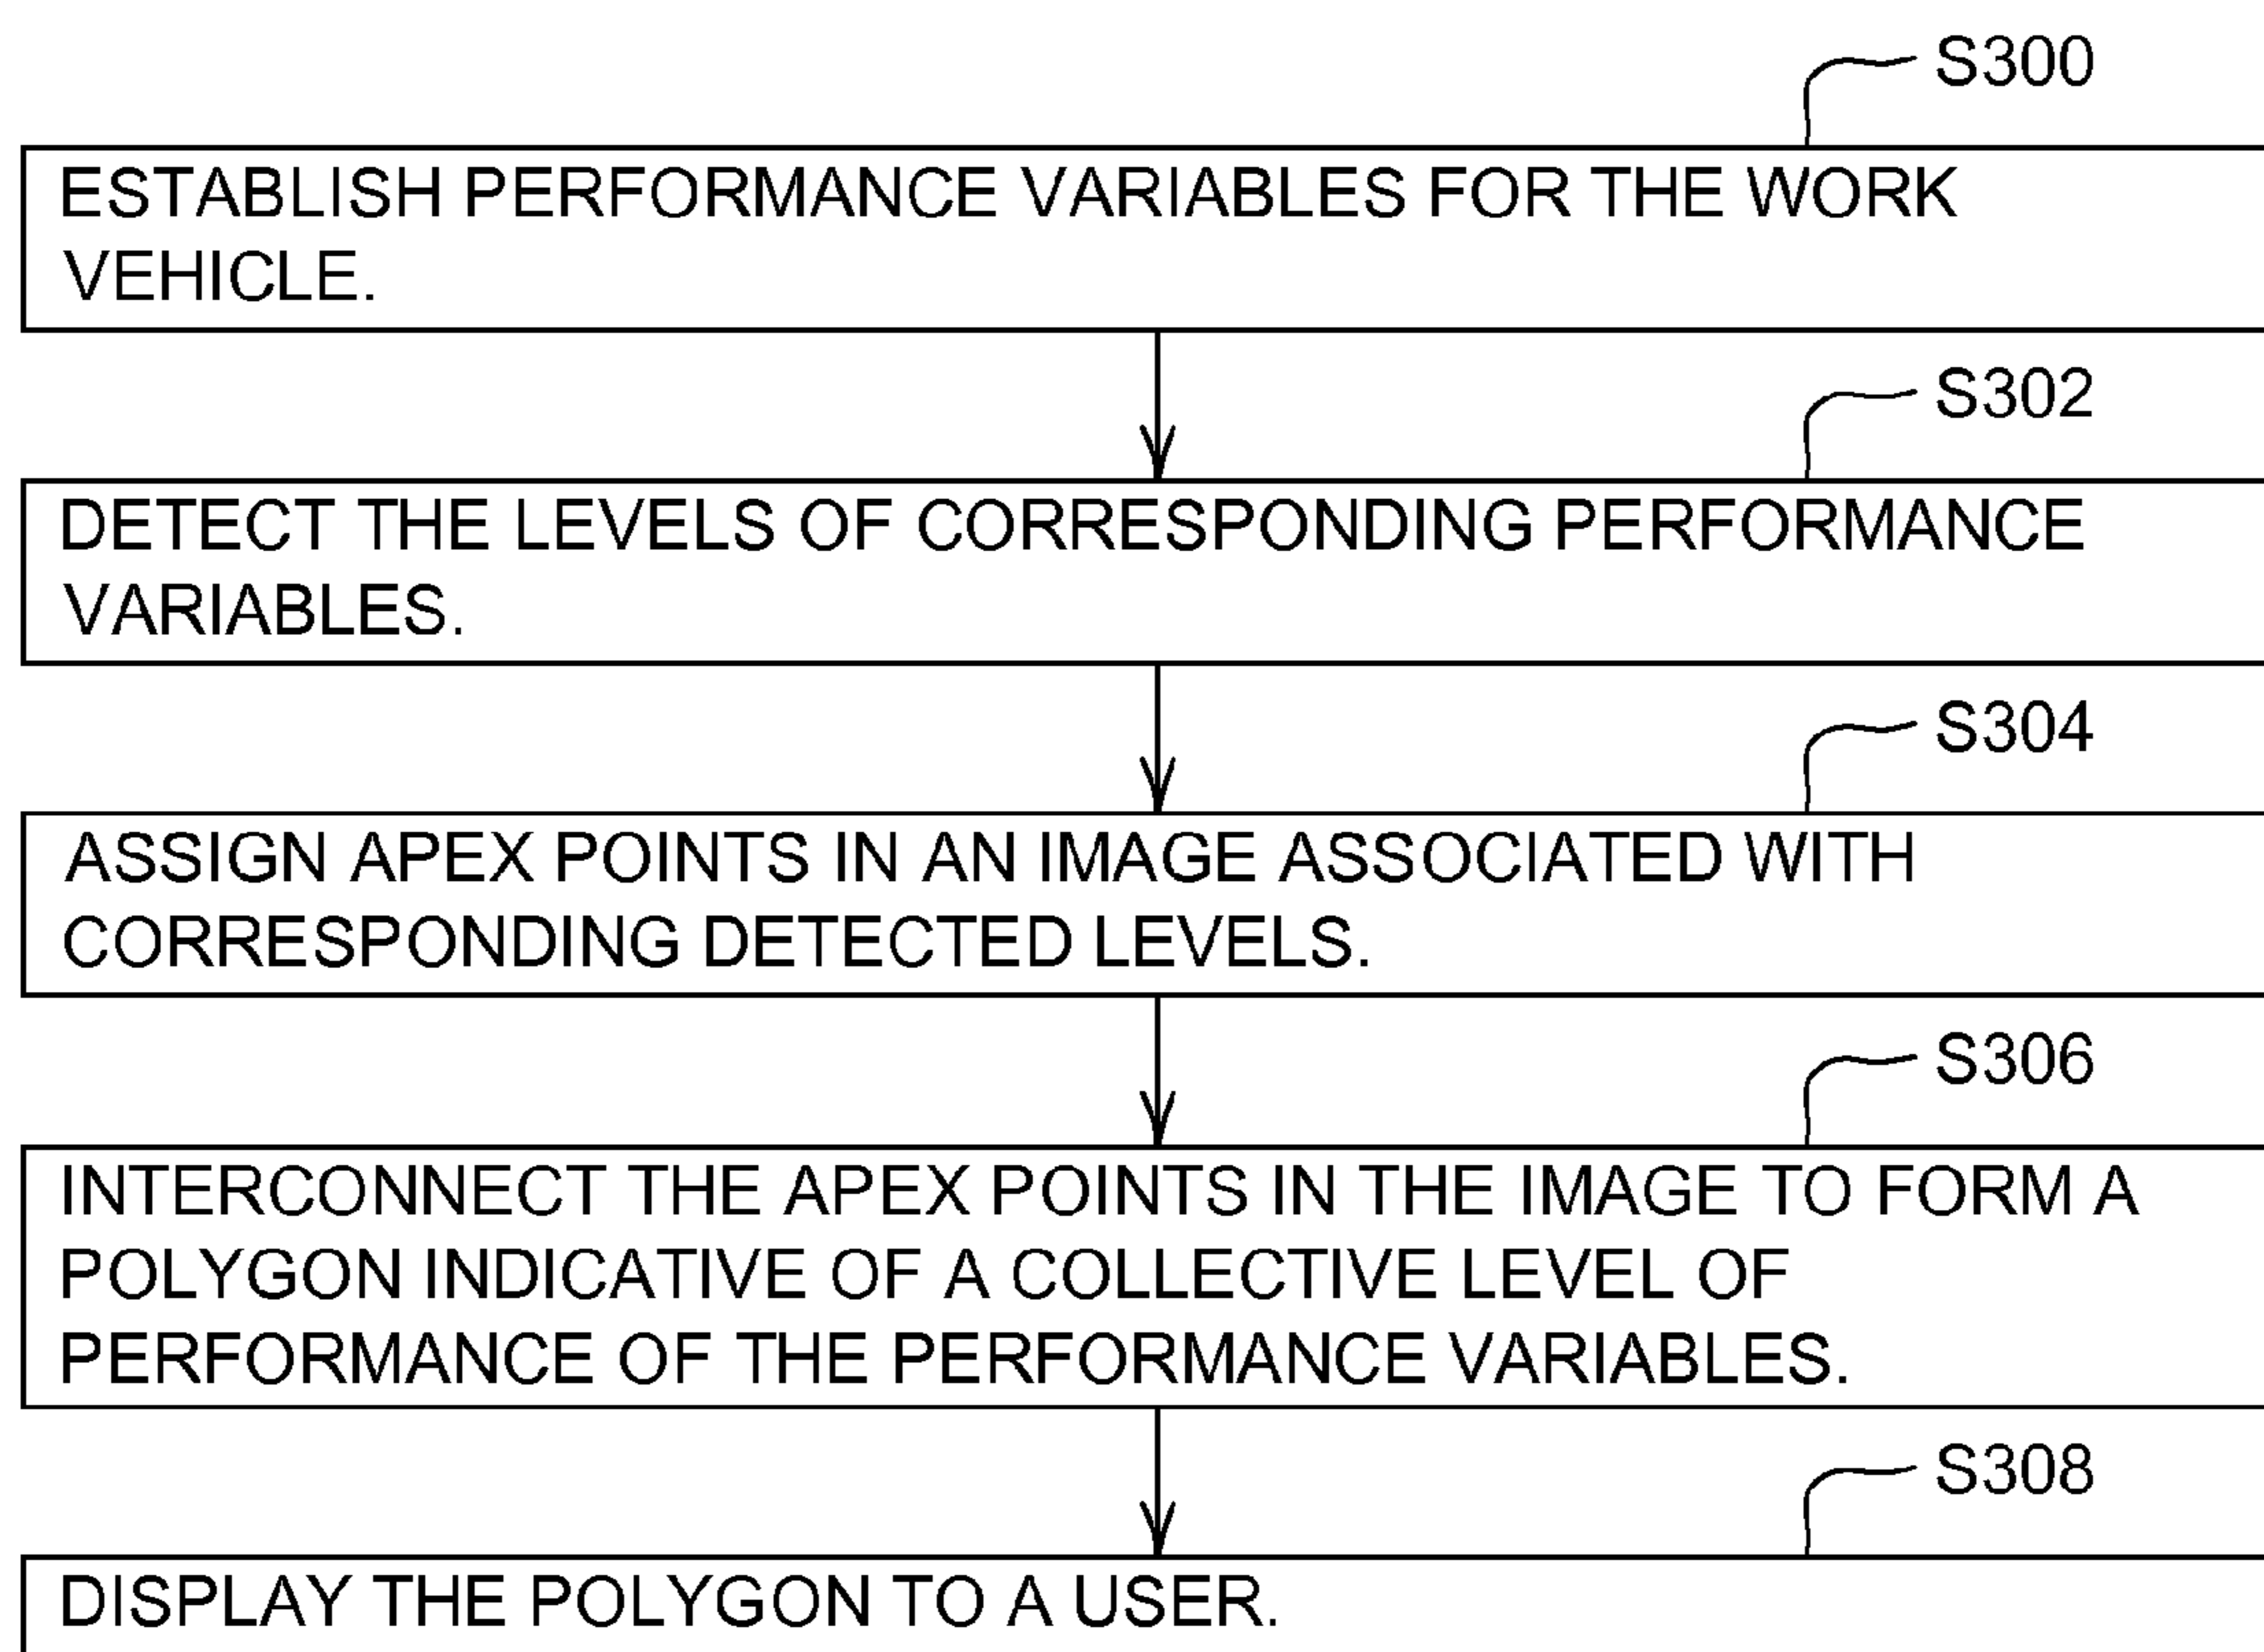 S300
ESTABLISH PERFORMANCE VARIABLES FOR THE WORK
VEHICLE.
S302
DETECT THE LEVELS OF CORRESPONDING PERFORMANCE
VARIABLES.
S304
ASSIGN APEX POINTS IN AN IMAGE ASSOCIATED WITH
CORRESPONDING DETECTED LEVELS.
S306
INTERCONNECT THE APEX POINTS IN THE IMAGE TO FORM A
POLYGON INDICATIVE OF A COLLECTIVE LEVEL OF
PERFORMANCE OF THE PERFORMANCE VARIABLES.
S308
DISPLAY THE POLYGON TO A USER.